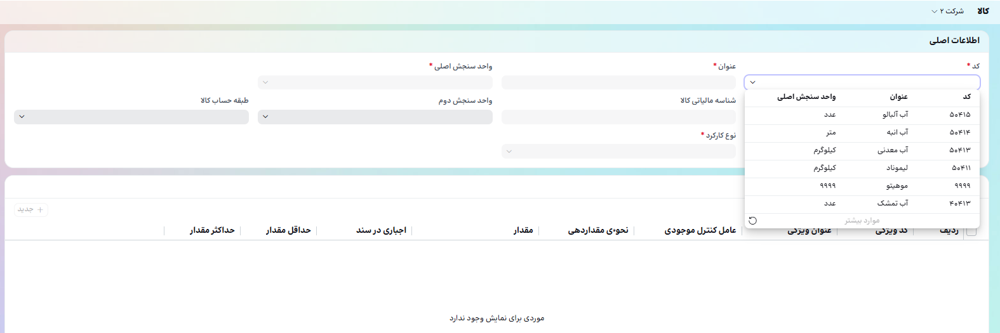 کالا شرکت ۲
اطلاعات اصلی
کد * عنوان * واحد سنجش اصلی *
شناسه مالیاتی کالا واحد سنجش دوم طبقه حساب کالا
نوع کارکرد *
کد عنوان واحد سنجش اصلی
۵۰۴۱۵ آب آلبالو عدد
۵۰۴۱۴ آب انبه متر
۵۰۴۱۳ آب معدنی کیلوگرم
۵۰۴۱۱ لیموناد کیلوگرم
۹۹۹۹ موهیتو ۹۹۹۹
۴۰۴۱۳ آب تمشک عدد
موارد بیشتر
جدید
ردیف کد ویژگی عنوان ویژگی عامل کنترل موجودی نحوه‌ی مقداردهی مقدار اجباری در سند حداقل مقدار حداکثر مقدار
موردی برای نمایش وجود ندارد